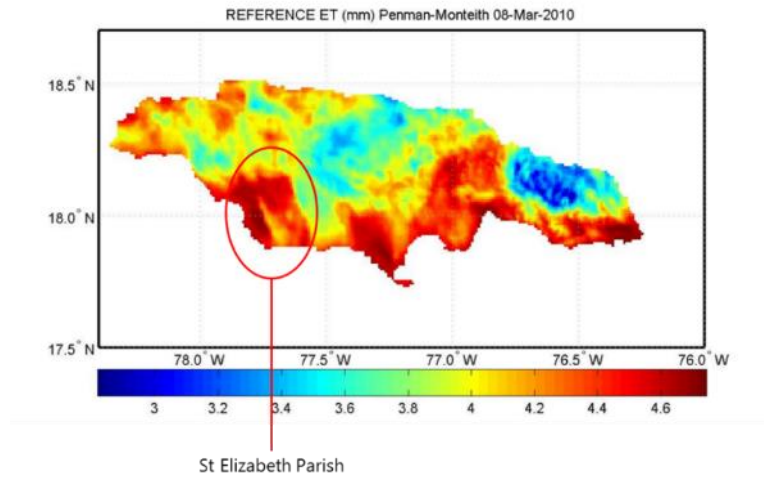 REFERENCE ET (mm) Penman-Monteith 08-Mar-2010
18.5° N
18.0° N
17.5° N
78.0° W 77.5° W 77.0° W 76.5° W 76.0° W
3 3.2 3.4 3.6 3.8 4 4.2 4.4 4.6
St Elizabeth Parish